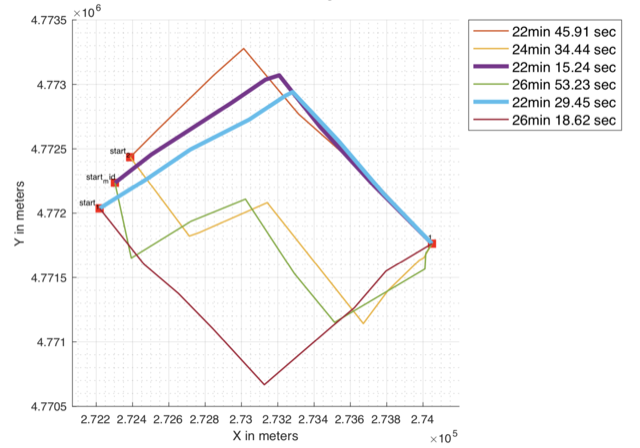 ×10⁶
4.7735
4.773
4.7725
4.772
4.7715
4.771
4.7705
Y in meters
start
start_mid
start
2.722 2.724 2.726 2.728 2.73 2.732 2.734 2.736 2.738 2.74
X in meters
×10⁵
22min 45.91 sec
24min 34.44 sec
22min 15.24 sec
26min 53.23 sec
22min 29.45 sec
26min 18.62 sec